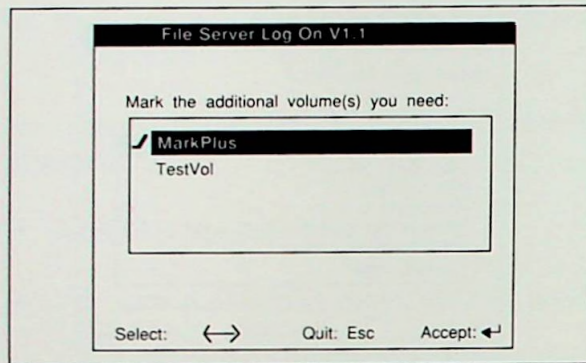 File Server Log On V1.1
Mark the additional volume(s) you need:
MarkPlus
TestVol
Select: <--> Quit: Esc Accept: ↵